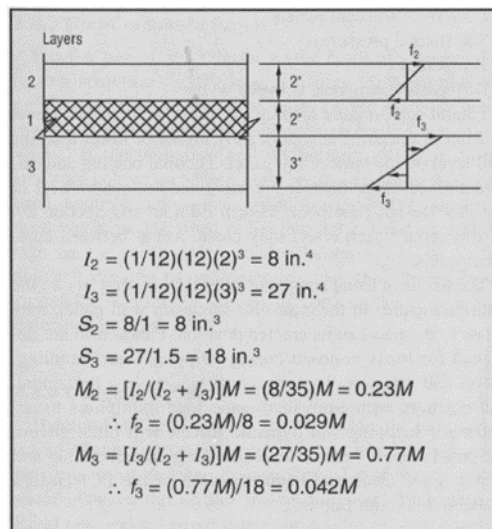 Layers
f₂
2
2'
f₂
1
2'
f₃
3
3'
f₃
I₂ = (1/12)(12)(2)³ = 8 in.⁴
I₃ = (1/12)(12)(3)³ = 27 in.⁴
S₂ = 8/1 = 8 in.³
S₃ = 27/1.5 = 18 in.³
M₂ = [I₂/(I₂ + I₃)]M = (8/35)M = 0.23M
∴ f₂ = (0.23M)/8 = 0.029M
M₃ = [I₃/(I₂ + I₃)]M = (27/35)M = 0.77M
∴ f₃ = (0.77M)/18 = 0.042M